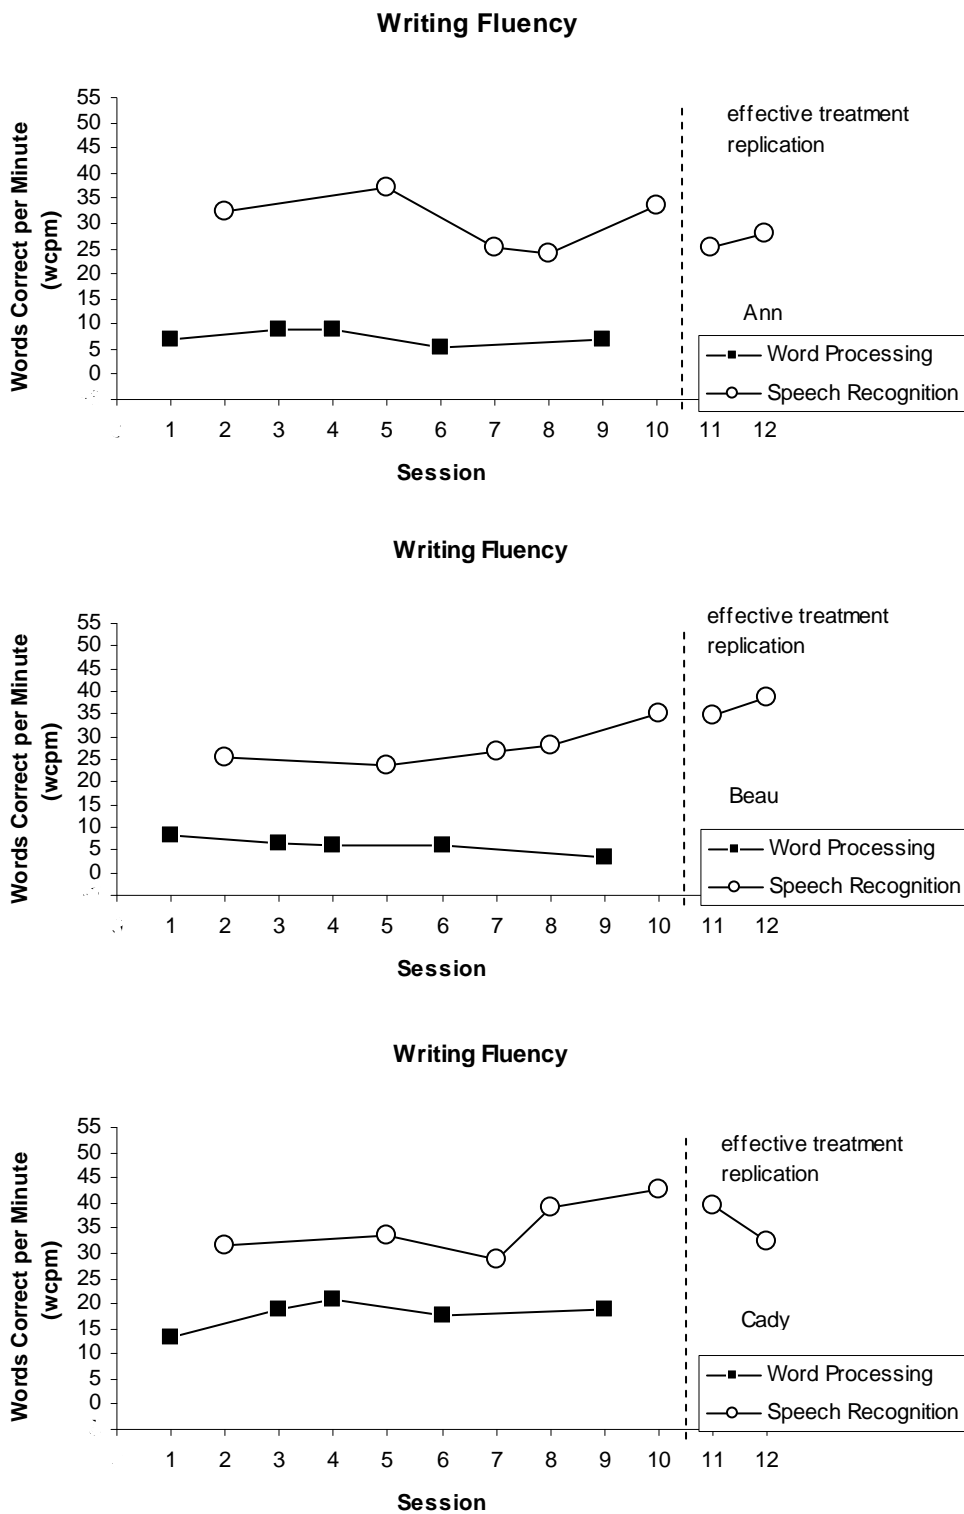 Writing Fluency
Words Correct per Minute
(wcpm)
55
50
45
40
35
30
25
20
15
10
5
0
effective treatment
replication
Ann
Word Processing
Speech Recognition
1 2 3 4 5 6 7 8 9 10 11 12
Session
Writing Fluency
Words Correct per Minute
(wcpm)
55
50
45
40
35
30
25
20
15
10
5
0
effective treatment
replication
Beau
Word Processing
Speech Recognition
1 2 3 4 5 6 7 8 9 10 11 12
Session
Writing Fluency
Words Correct per Minute
(wcpm)
55
50
45
40
35
30
25
20
15
10
5
0
effective treatment
replication
Cady
Word Processing
Speech Recognition
1 2 3 4 5 6 7 8 9 10 11 12
Session